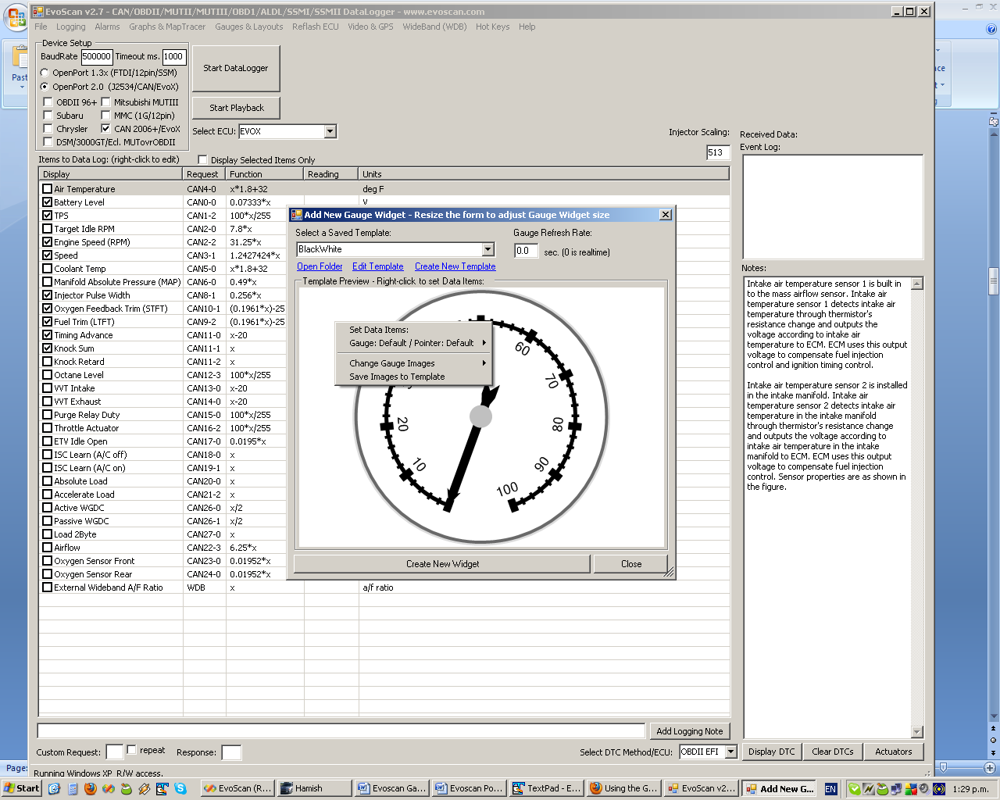 EvoScan v2.7 - CAN/OBDII/MUTII/MUTIII/OBD1/ALDL/SSMI/SSMII DataLogger - www.evoscan.com
File Logging Alarms Graphs & MapTracer Gauges & Layouts Reflash ECU Video & GPS WideBand (WDB) Hot Keys Help
Device Setup
BaudRate 500000 Timeout ms. 1000
OpenPort 1.3x (FTDI/12pin/SSM)
OpenPort 2.0 (J2534/CAN/EvoX)
OBDII 96+ Mitsubishi MUTIII
Subaru MMC (1G/12pin)
Chrysler CAN 2006+/EvoX
DSM/3000GT/Ecl. MUTovrOBDII
Start DataLogger
Start Playback
Select ECU: EVOX
Injector Scaling:
513
Received Data:
Event Log:
Items to Data Log: (right-click to edit) Display Selected Items Only
Display Request Function Reading Units
Air Temperature CAN4-0 x*1.8+32 deg F
Battery Level CAN0-0 0.07333*x V
TPS CAN1-2 100*x/255
Target Idle RPM CAN2-0 7.8*x
Engine Speed (RPM) CAN2-2 31.25*x
Speed CAN3-1 1.2427424*x
Coolant Temp CAN5-0 x*1.8+32
Manifold Absolute Pressure (MAP) CAN6-0 0.49*x
Injector Pulse Width CAN8-1 0.256*x
Oxygen Feedback Trim (STFT) CAN10-1 (0.1961*x)-25
Fuel Trim (LTFT) CAN9-2 (0.1961*x)-25
Timing Advance CAN11-0 x-20
Knock Sum CAN11-1 x
Knock Retard CAN11-2 x
Octane Level CAN12-3 100*x/255
VVT Intake CAN13-0 x-20
VVT Exhaust CAN14-0 x-20
Purge Relay Duty CAN15-0 100*x/255
Throttle Actuator CAN16-2 100*x/255
ETV Idle Open CAN17-0 0.0195*x
ISC Learn (A/C off) CAN18-0 x
ISC Learn (A/C on) CAN19-1 x
Absolute Load CAN20-0 x
Accelerate Load CAN21-2 x
Active WGDC CAN26-0 x/2
Passive WGDC CAN26-1 x/2
Load 2Byte CAN27-0 x
Airflow CAN22-3 6.25*x
Oxygen Sensor Front CAN23-0 0.01952*x
Oxygen Sensor Rear CAN24-0 0.01952*x
External Wideband A/F Ratio WDB x a/f ratio
Add New Gauge Widget - Resize the form to adjust Gauge Widget size
Select a Saved Template:
BlackWhite
Gauge Refresh Rate:
0.0 sec. (0 is realtime)
Open Folder Edit Template Create New Template
Template Preview - Right-click to set Data Items:
Set Data Items:
Gauge: Default / Pointer: Default
Change Gauge Images
Save Images to Template
60
70
20
80
10
90
100
Create New Widget Close
Notes:
Intake air temperature sensor 1 is built in
to the mass airflow sensor. Intake air
temperature sensor 1 detects intake air
temperature through thermistor's
resistance change and outputs the
voltage according to intake air
temperature to ECM. ECM uses this output
voltage to compensate fuel injection
control and ignition timing control.
Intake air temperature sensor 2 is installed
in the intake manifold. Intake air
temperature sensor 2 detects intake air
temperature in the intake manifold
through thermistor's resistance change
and outputs the voltage according to
intake air temperature in the intake
manifold to ECM. ECM uses this output
voltage to compensate fuel injection
control. Sensor properties are as shown in
the figure.
Add Logging Note
Custom Request: repeat Response:
Select DTC Method/ECU: OBDII EFI Display DTC Clear DTCs Actuators
Running Windows XP R/W access.
Past
Page:
Start EvoScan (R... Hamish Evoscan Ga... Evoscan Po... TextPad - E... Using the G... EvoScan v2... Add New G... EN 1:29 p.m.